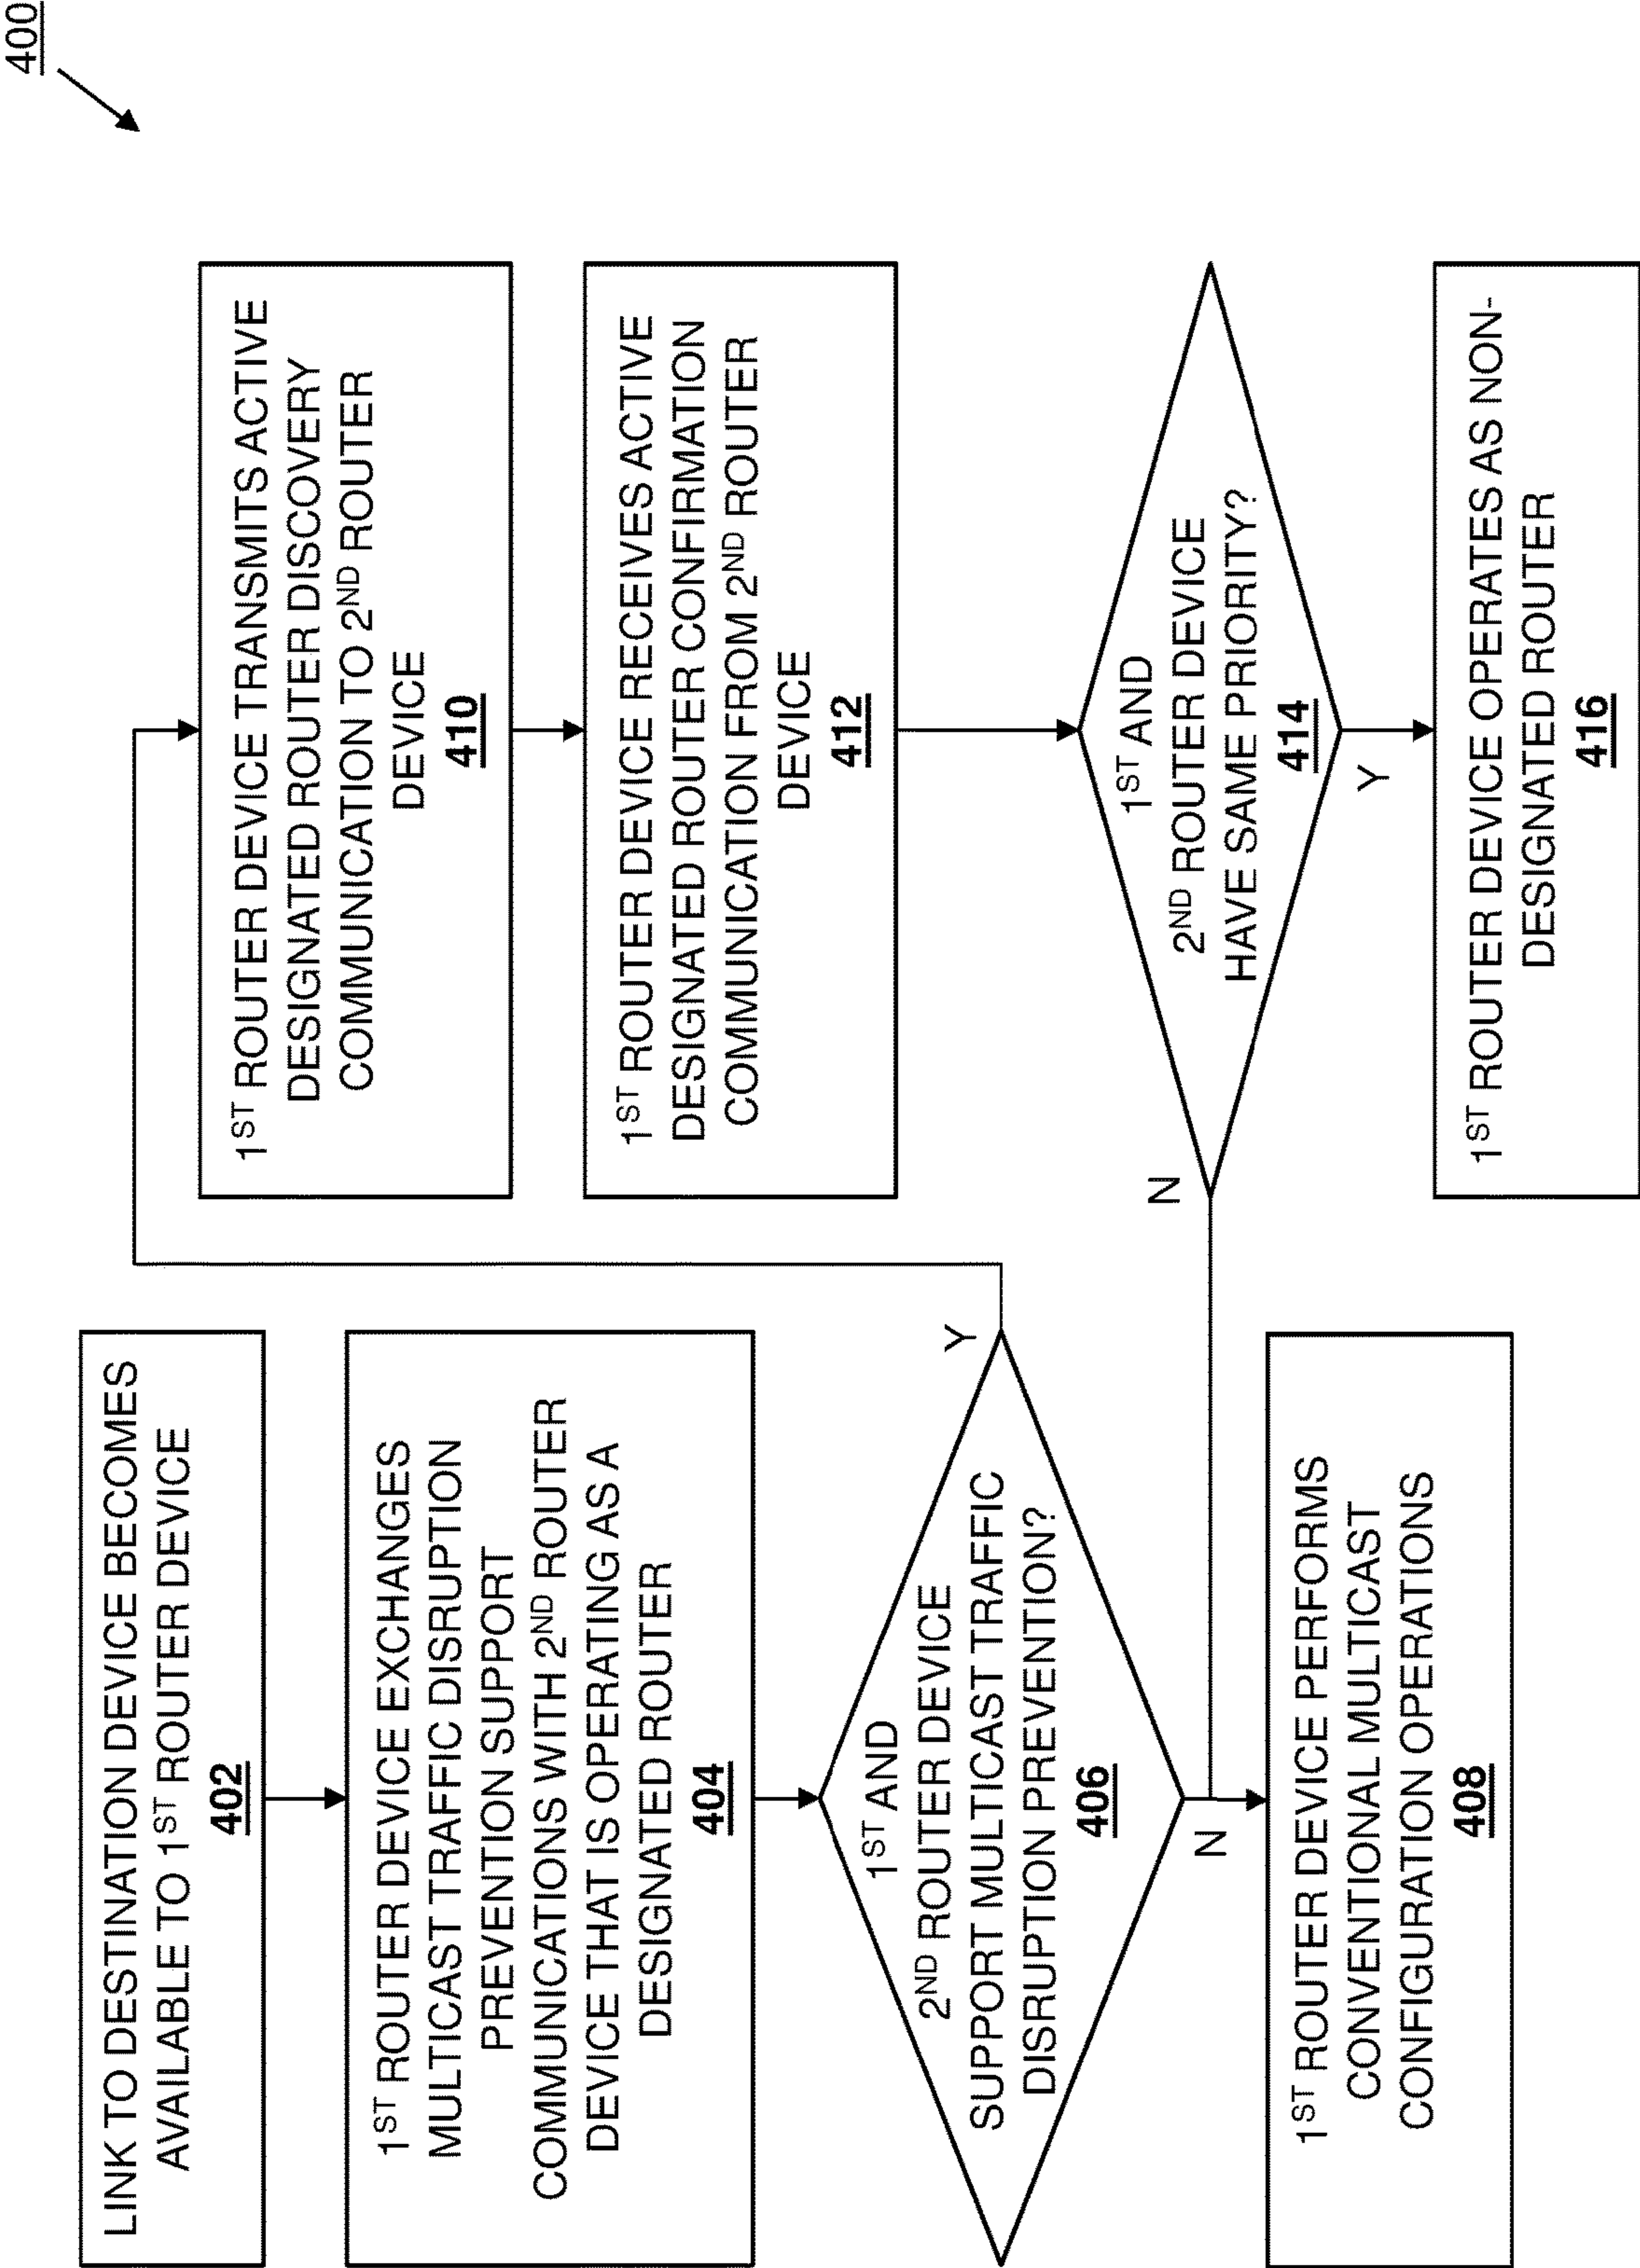 400
LINK TO DESTINATION DEVICE BECOMES
AVAILABLE TO 1ST ROUTER DEVICE
402
1ST ROUTER DEVICE EXCHANGES
MULTICAST TRAFFIC DISRUPTION
PREVENTION SUPPORT
COMMUNICATIONS WITH 2ND ROUTER
DEVICE THAT IS OPERATING AS A
DESIGNATED ROUTER
404
1ST AND
2ND ROUTER DEVICE
SUPPORT MULTICAST TRAFFIC
DISRUPTION PREVENTION?
406
Y
N
1ST ROUTER DEVICE PERFORMS
CONVENTIONAL MULTICAST
CONFIGURATION OPERATIONS
408
1ST ROUTER DEVICE TRANSMITS ACTIVE
DESIGNATED ROUTER DISCOVERY
COMMUNICATION TO 2ND ROUTER
DEVICE
410
1ST ROUTER DEVICE RECEIVES ACTIVE
DESIGNATED ROUTER CONFIRMATION
COMMUNICATION FROM 2ND ROUTER
DEVICE
412
1ST AND
2ND ROUTER DEVICE
HAVE SAME PRIORITY?
414
N
Y
1ST ROUTER DEVICE OPERATES AS NON-
DESIGNATED ROUTER
416